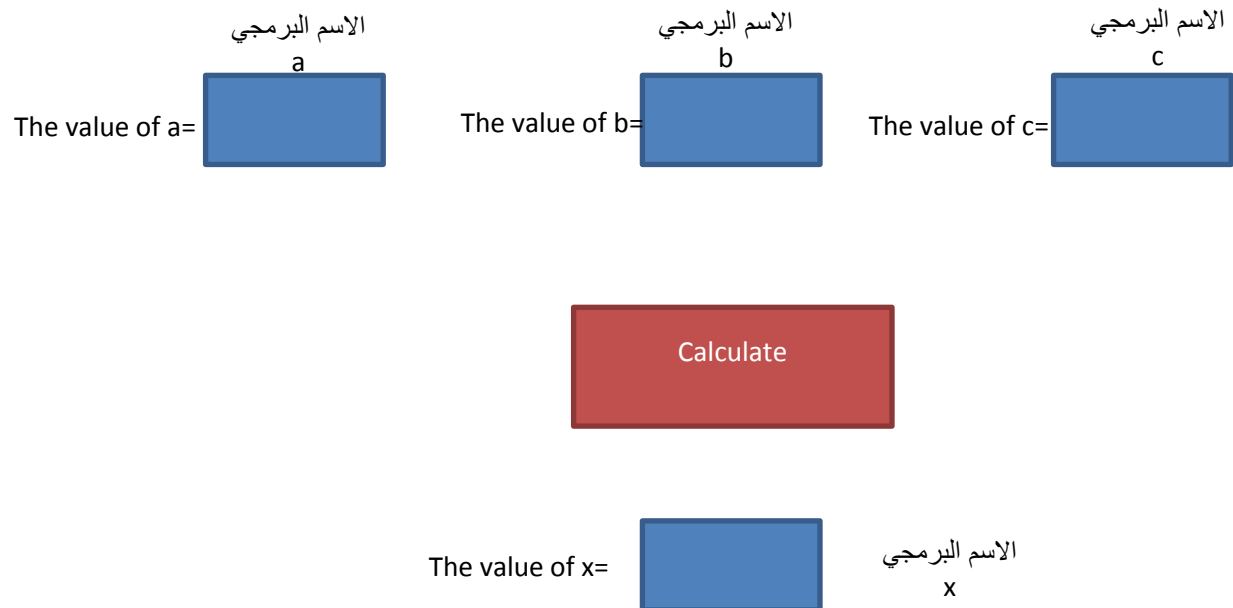 الاسم البرمجي
a
الاسم البرمجي
b
الاسم البرمجي
c
The value of a=
The value of b=
The value of c=
Calculate
The value of x=
الاسم البرمجي
x